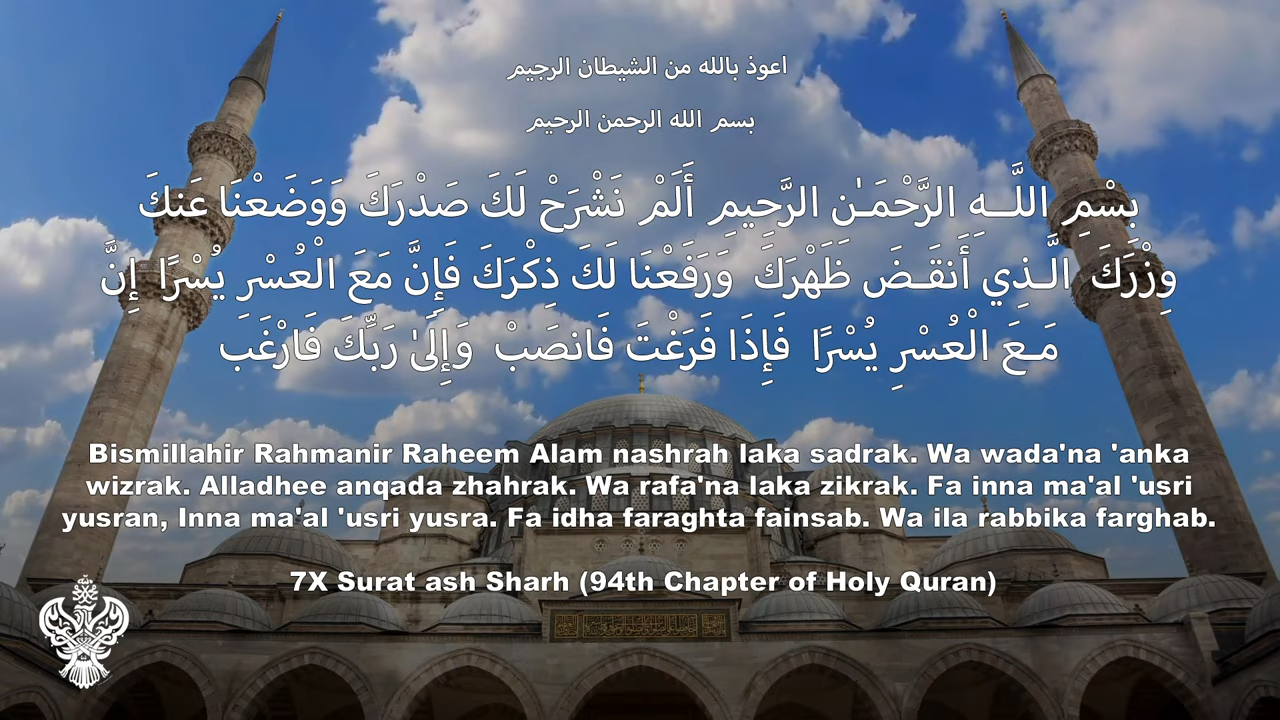 اعوذ بالله من الشيطان الرجيم
بسم الله الرحمن الرحيم
بِسْمِ اللَّـهِ الرَّحْمَـٰنِ الرَّحِيمِ أَلَمْ نَشْرَحْ لَكَ صَدْرَكَ وَوَضَعْنَا عَنكَ
وِزْرَكَ الَّـذِي أَنقَـضَ ظَهْرَكَ وَرَفَعْنَا لَكَ ذِكْرَكَ فَإِنَّ مَعَ الْعُسْرِ يُسْرًا إِنَّ
مَـعَ الْعُسْرِ يُسْرًا فَإِذَا فَرَغْتَ فَانصَبْ وَإِلَىٰ رَبِّكَ فَارْغَب
Bismillahir Rahmanir Raheem Alam nashrah laka sadrak. Wa wada'na 'anka
wizrak. Alladhee anqada zhahrak. Wa rafa'na laka zikrak. Fa inna ma'al 'usri
yusran, Inna ma'al 'usri yusra. Fa idha faraghta fainsab. Wa ila rabbika farghab.
7X Surat ash Sharh (94th Chapter of Holy Quran)